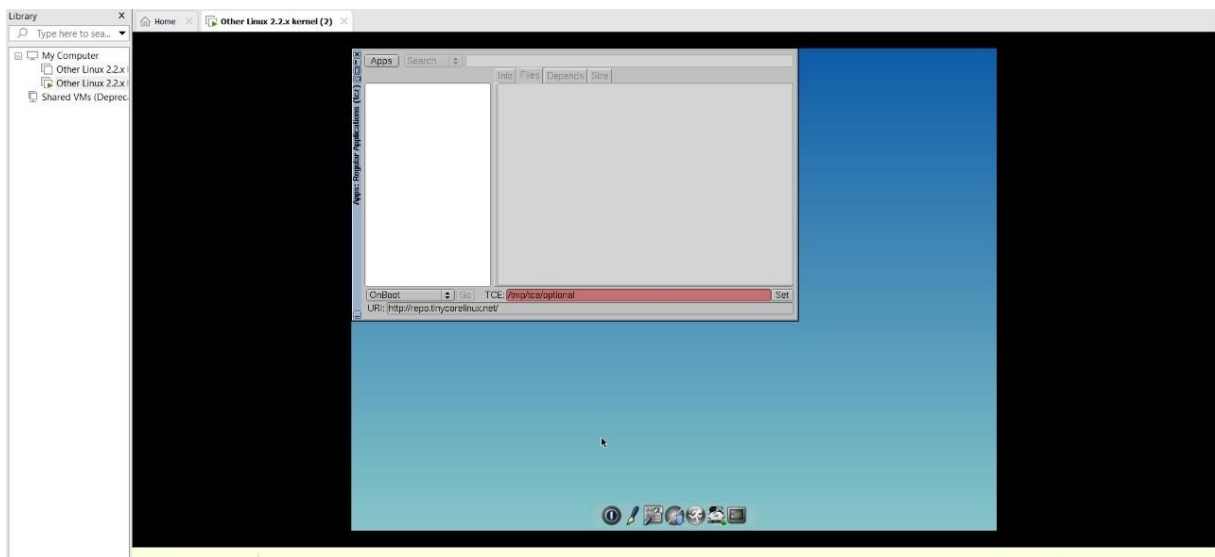 Library X
Home Other Linux 2.2.x kernel (2)
Type here to sea...
My Computer
Other Linux 2.2.x
Other Linux 2.2.x
Shared VMs (Deprec
Apps Search
Info Files Depends Size
Apps: Regular Applications (tcz)
OnBoot Go TCE: /tmp/tce/optional Set
URI: http://repo.tinycorelinux.net/